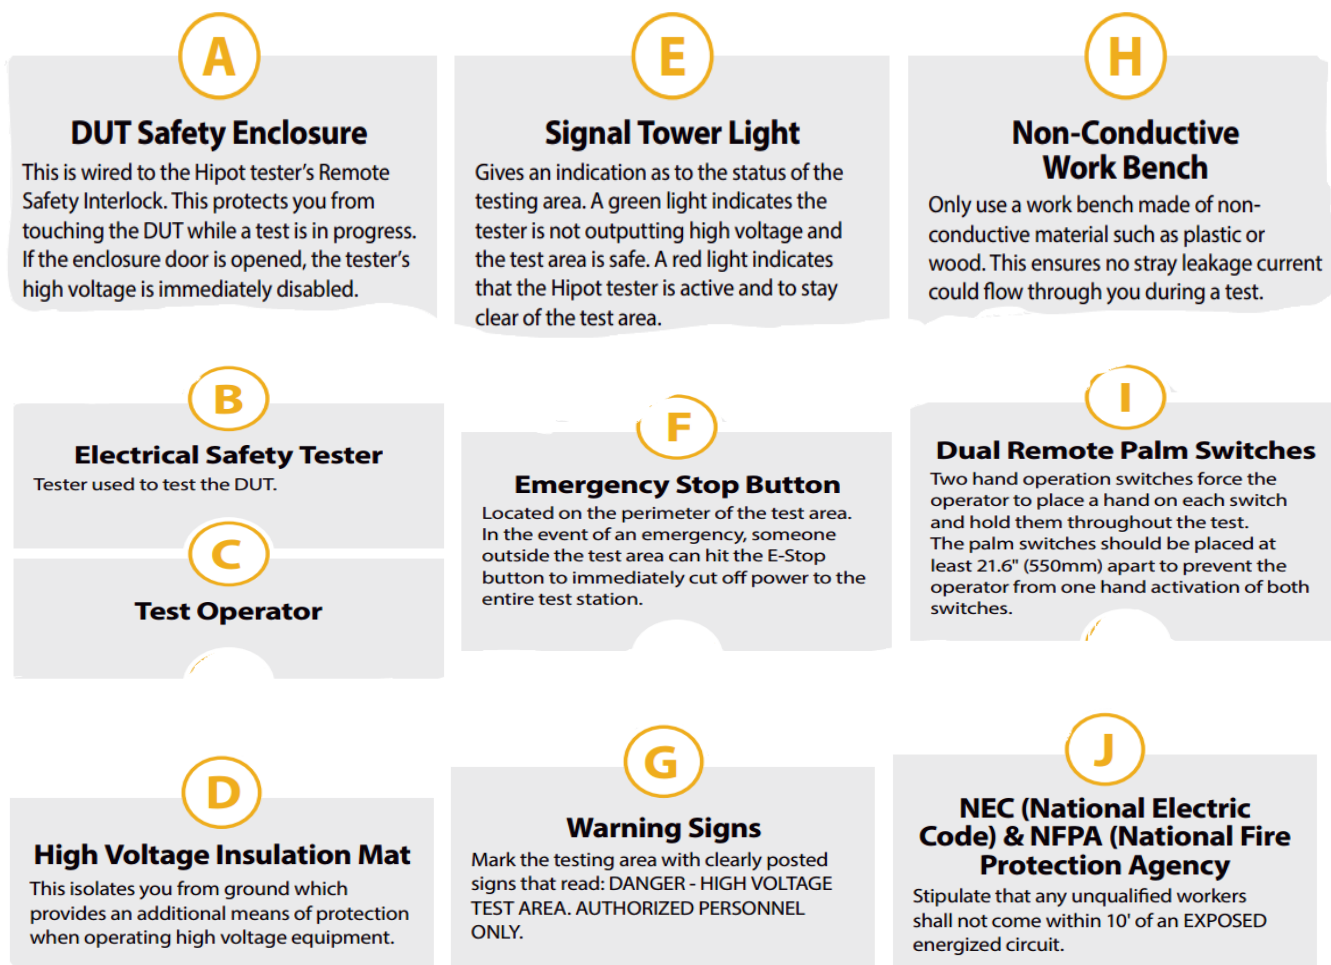 A
DUT Safety Enclosure
This is wired to the Hipot tester's Remote
Safety Interlock. This protects you from
touching the DUT while a test is in progress.
If the enclosure door is opened, the tester's
high voltage is immediately disabled.
E
Signal Tower Light
Gives an indication as to the status of the
testing area. A green light indicates the
tester is not outputting high voltage and
the test area is safe. A red light indicates
that the Hipot tester is active and to stay
clear of the test area.
H
Non-Conductive
Work Bench
Only use a work bench made of non-
conductive material such as plastic or
wood. This ensures no stray leakage current
could flow through you during a test.
B
Electrical Safety Tester
Tester used to test the DUT.
C
Test Operator
F
Emergency Stop Button
Located on the perimeter of the test area.
In the event of an emergency, someone
outside the test area can hit the E-Stop
button to immediately cut off power to the
entire test station.
I
Dual Remote Palm Switches
Two hand operation switches force the
operator to place a hand on each switch
and hold them throughout the test.
The palm switches should be placed at
least 21.6" (550mm) apart to prevent the
operator from one hand activation of both
switches.
D
High Voltage Insulation Mat
This isolates you from ground which
provides an additional means of protection
when operating high voltage equipment.
G
Warning Signs
Mark the testing area with clearly posted
signs that read: DANGER - HIGH VOLTAGE
TEST AREA. AUTHORIZED PERSONNEL
ONLY.
J
NEC (National Electric
Code) & NFPA (National Fire
Protection Agency
Stipulate that any unqualified workers
shall not come within 10' of an EXPOSED
energized circuit.